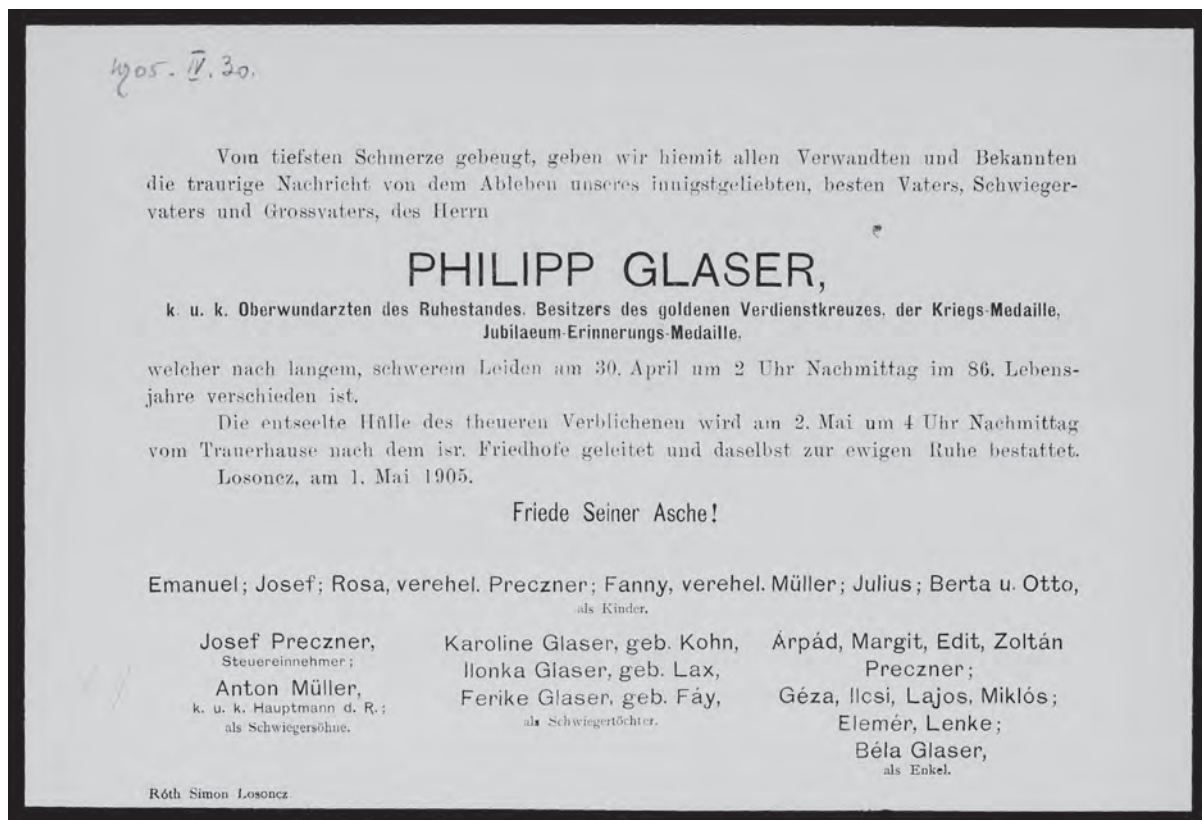 1905. IV. 30.
Vom tiefsten Schmerze gebeugt, geben wir hiemit allen Verwandten und Bekannten
die traurige Nachricht von dem Ableben unseres innigstgeliebten, besten Vaters, Schwieger-
vaters und Grossvaters, des Herrn
PHILIPP GLASER,
k. u. k. Oberwundarzten des Ruhestandes, Besitzers des goldenen Verdienstkreuzes, der Kriegs-Medaille,
Jubilaeum-Erinnerungs-Medaille,
welcher nach langem, schwerem Leiden am 30. April um 2 Uhr Nachmittag im 86. Lebens-
jahre verschieden ist.
Die entseelte Hülle des theueren Verblichenen wird am 2. Mai um 4 Uhr Nachmittag
vom Trauerhause nach dem isr. Friedhofe geleitet und daselbst zur ewigen Ruhe bestattet.
Losoncz, am 1. Mai 1905.
Friede Seiner Asche!
Emanuel; Josef; Rosa, verehel. Preczner; Fanny, verehel. Müller; Julius; Berta u. Otto,
als Kinder.
Josef Preczner,
Steuereinnehmer;
Anton Müller,
k. u. k. Hauptmann d. R.;
als Schwiegersöhne.
Karoline Glaser, geb. Kohn,
Ilonka Glaser, geb. Lax,
Ferike Glaser, geb. Fáy,
als Schwiegertöchter.
Árpád, Margit, Edit, Zoltán
Preczner;
Géza, Ilcsi, Lajos, Miklós;
Elemér, Lenke;
Béla Glaser,
als Enkel.
Róth Simon Losoncz